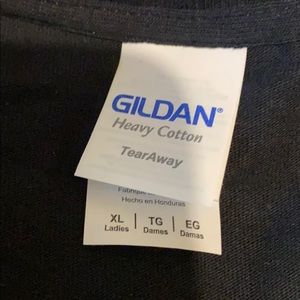 GILDAN®
Heavy Cotton
TearAway
Hecho en Honduras
XL | TG | EG
Ladies | Dames | Damas